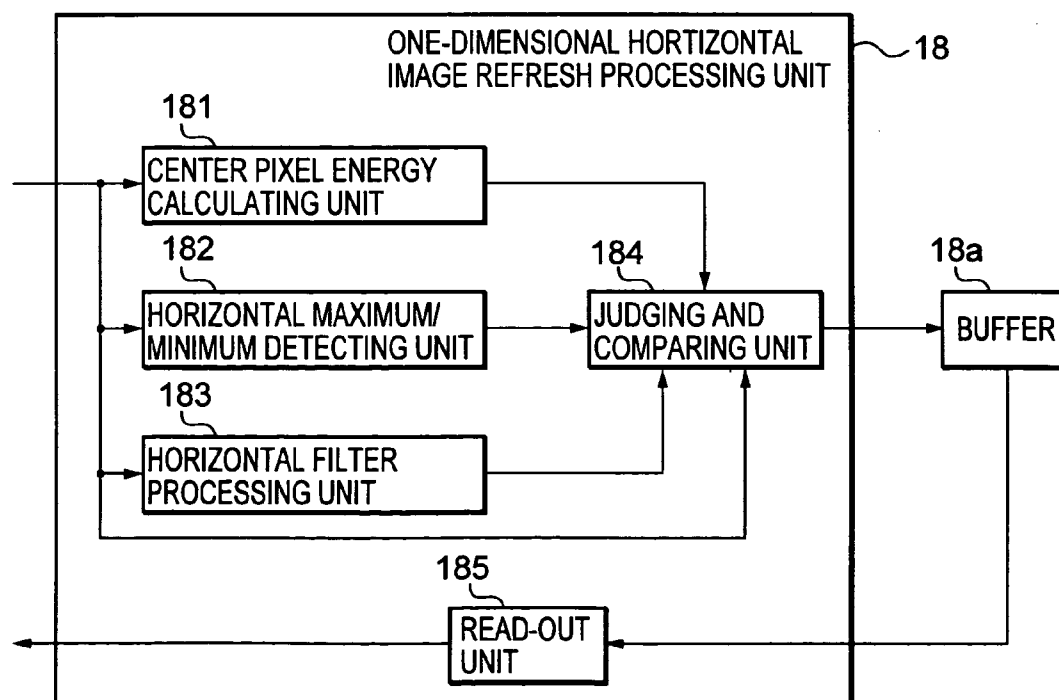 ONE-DIMENSIONAL HORTIZONTAL
IMAGE REFRESH PROCESSING UNIT
18
181
CENTER PIXEL ENERGY
CALCULATING UNIT
182
HORIZONTAL MAXIMUM/
MINIMUM DETECTING UNIT
184
JUDGING AND
COMPARING UNIT
18a
BUFFER
183
HORIZONTAL FILTER
PROCESSING UNIT
185
READ-OUT
UNIT